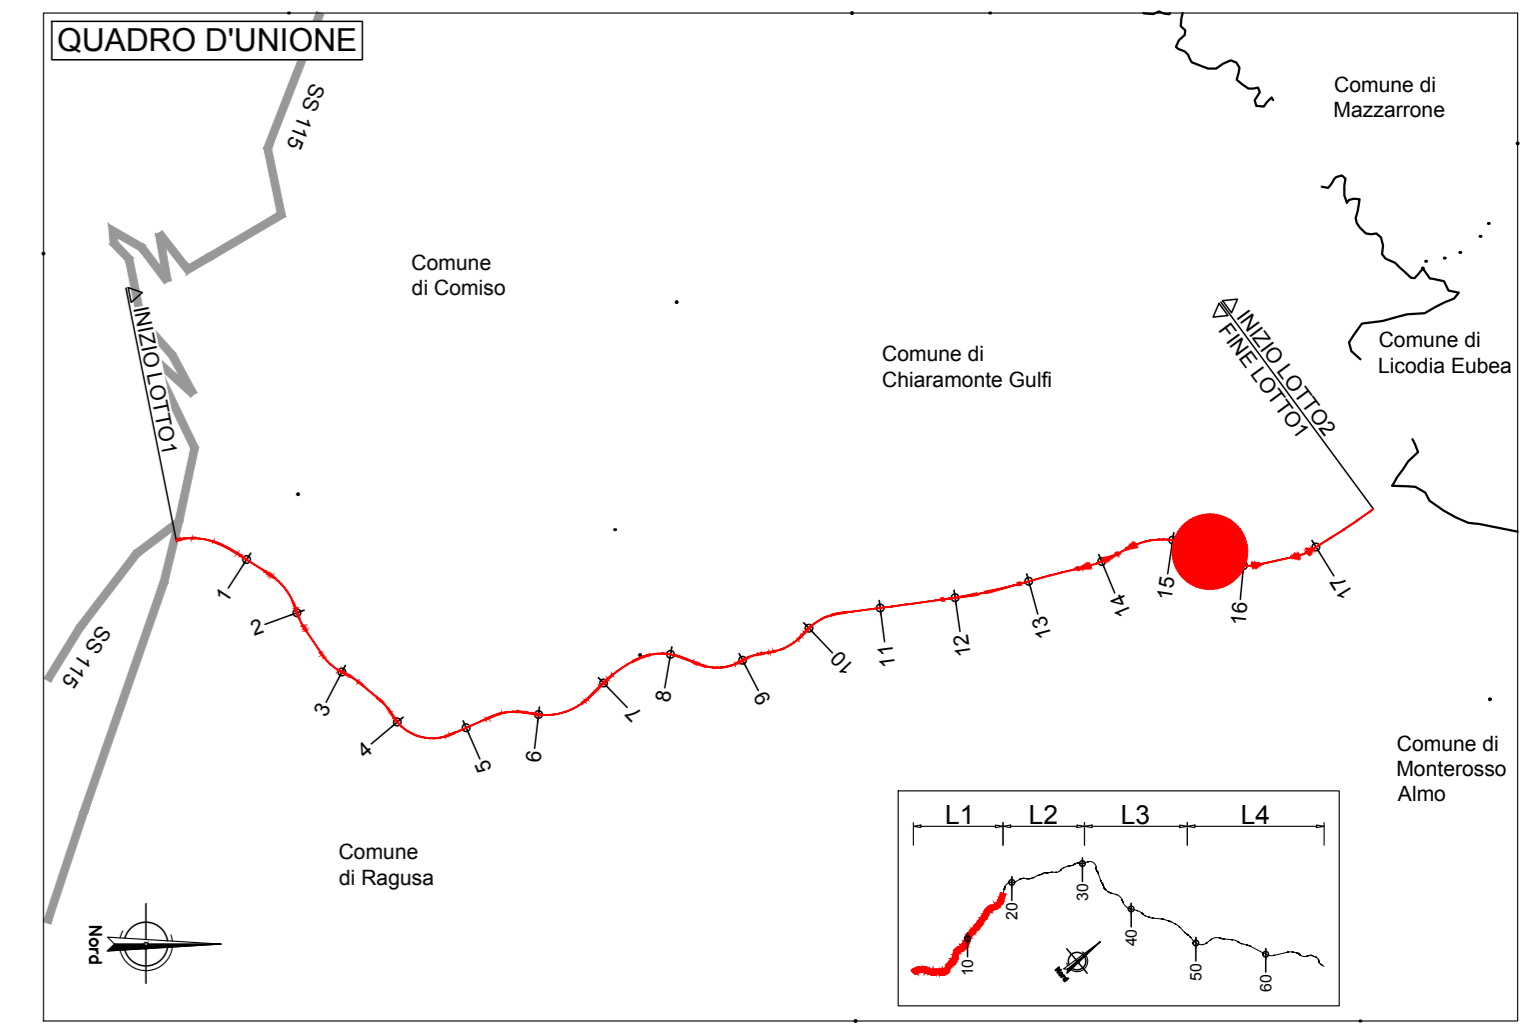 QUADRO D'UNIONE
SS 115
Comune di
Mazzarrone
Comune
di Comiso
INIZIO LOTTO1
Comune di
Chiaramonte Gulfi
INIZIO LOTTO2
FINE LOTTO1
Comune di
Licodia Eubea
1
2
3
4
5
6
7
8
9
10
11
12
13
14
15
16
17
SS 115
Comune di
Monterosso
Almo
Comune
di Ragusa
Nord
L1
L2
L3
L4
10
20
30
40
50
60
Nord